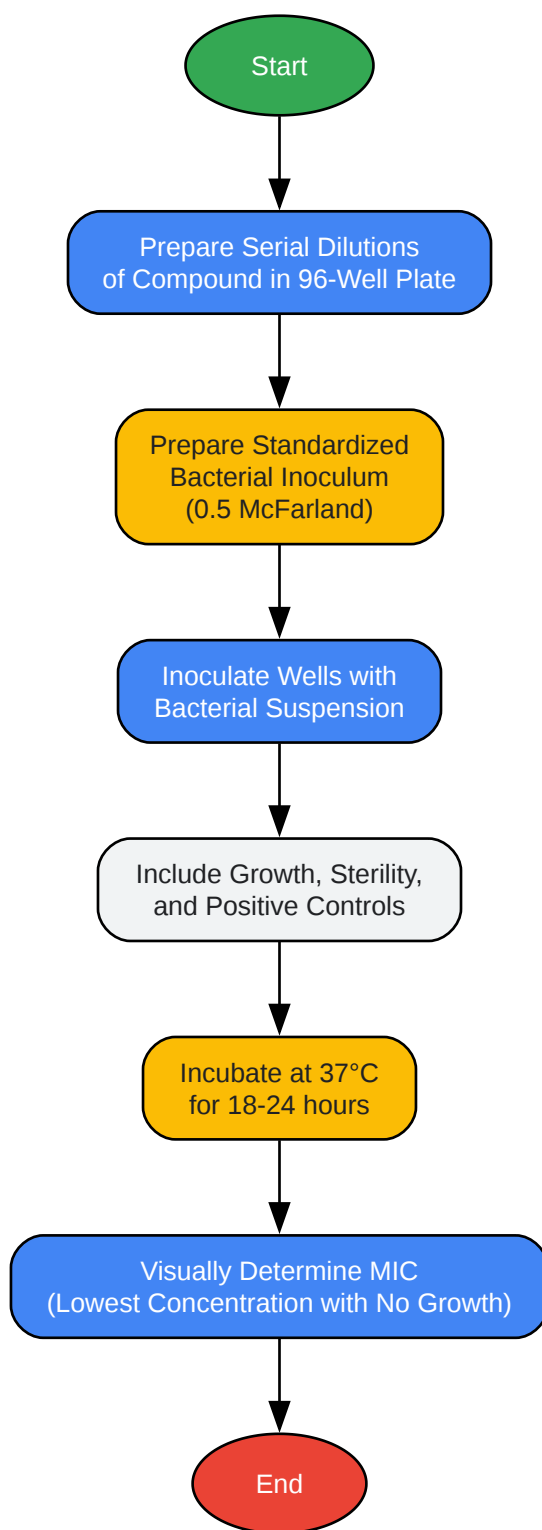 Start
Prepare Serial Dilutions
of Compound in 96-Well Plate
Prepare Standardized
Bacterial Inoculum
(0.5 McFarland)
Inoculate Wells with
Bacterial Suspension
Include Growth, Sterility,
and Positive Controls
Incubate at 37°C
for 18-24 hours
Visually Determine MIC
(Lowest Concentration with No Growth)
End